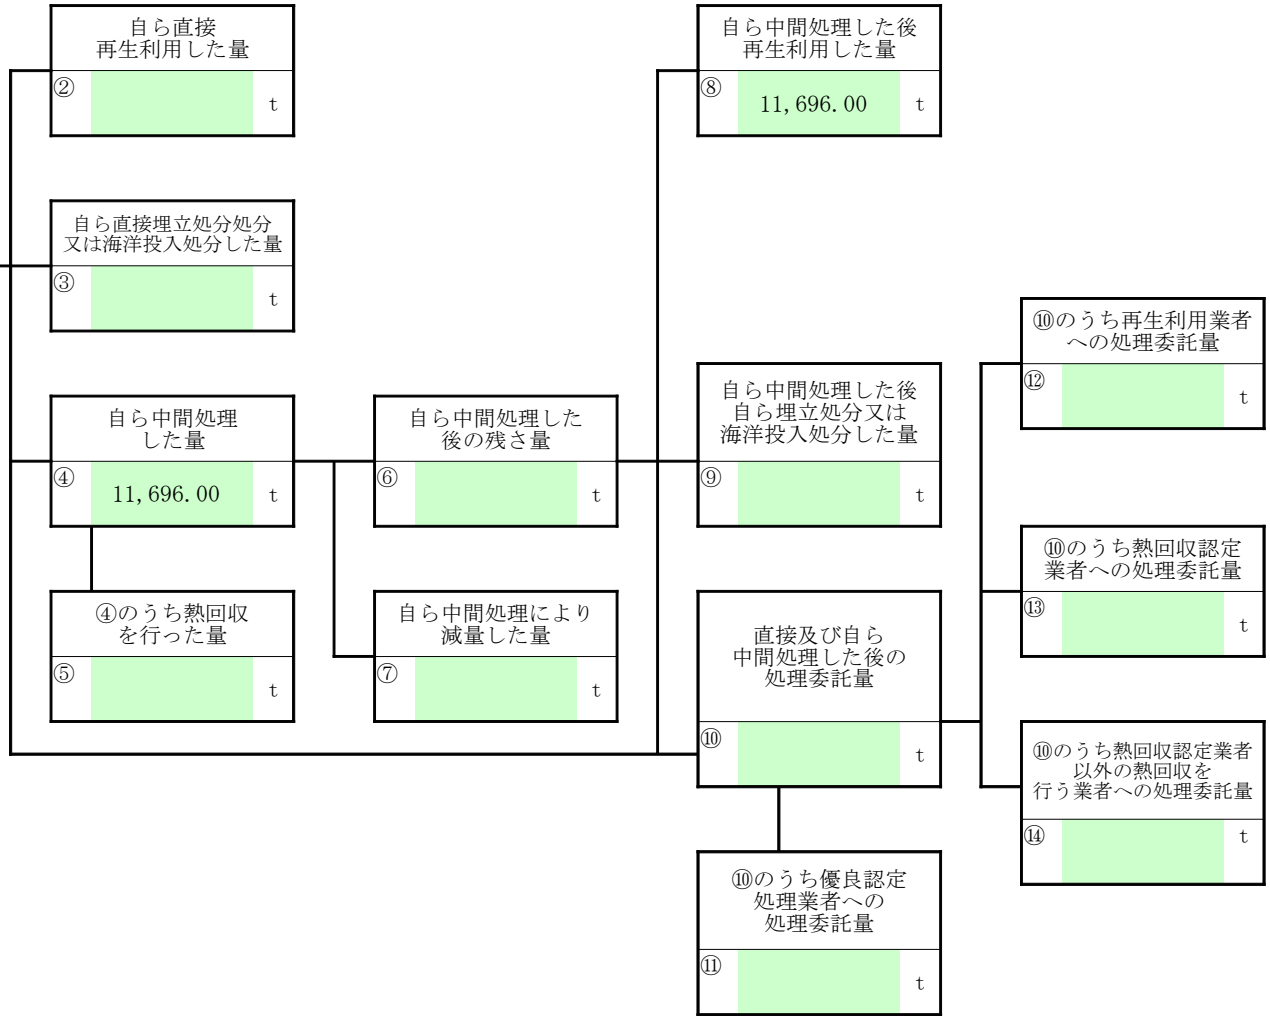 自ら直接
再生利用した量
②
t
自ら直接埋立処分処分
又は海洋投入処分した量
③
t
自ら中間処理
した量
④
11,696.00
t
④のうち熱回収
を行った量
⑤
t
自ら中間処理した
後の残さ量
⑥
t
自ら中間処理により
減量した量
⑦
t
自ら中間処理した後
再生利用した量
⑧
11,696.00
t
自ら中間処理した後
自ら埋立処分又は
海洋投入処分した量
⑨
t
直接及び自ら
中間処理した後の
処理委託量
⑩
t
⑩のうち優良認定
処理業者への
処理委託量
⑪
t
⑩のうち再生利用業者
への処理委託量
⑫
t
⑩のうち熱回収認定
業者への処理委託量
⑬
t
⑩のうち熱回収認定業者
以外の熱回収を
行う業者への処理委託量
⑭
t